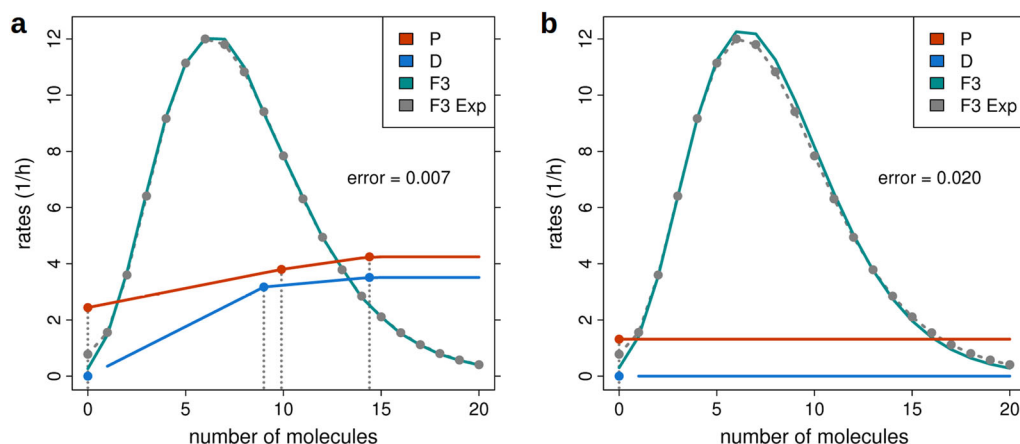 a
P
D
F3
F3 Exp
error = 0.007
rates (1/h)
0
2
4
6
8
10
12
0 5 10 15 20
number of molecules
b
P
D
F3
F3 Exp
error = 0.020
rates (1/h)
0
2
4
6
8
10
12
0 5 10 15 20
number of molecules